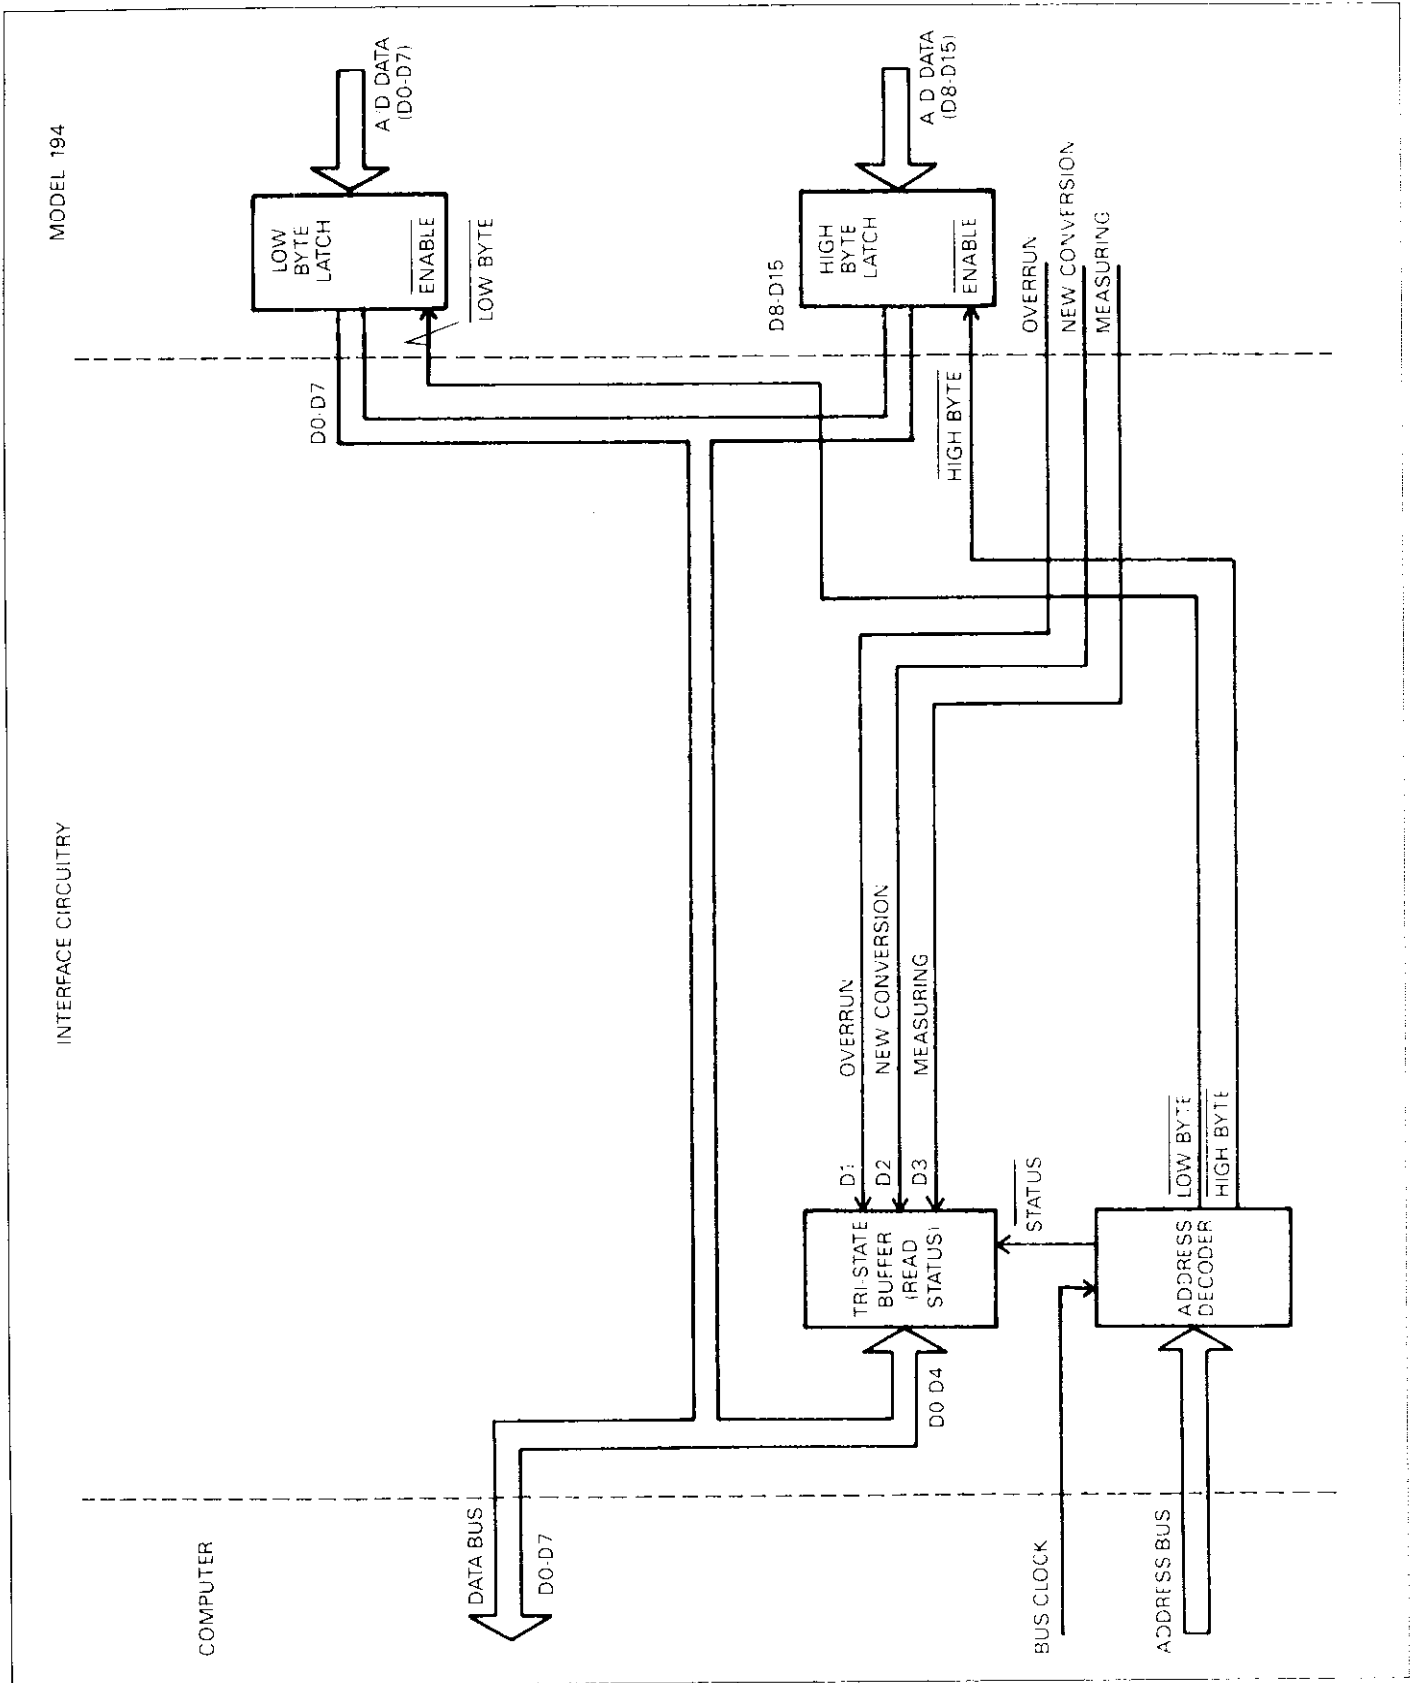 COMPUTER
INTERFACE CIRCUITRY
MODEL 194
DATA BUS
D0-D7
D0-D7
LOW
BYTE
LATCH
ENABLE
LOW BYTE
A/D DATA
(D0-D7)
D8-D15
HIGH
BYTE
LATCH
ENABLE
HIGH BYTE
A/D DATA
(D8-D15)
OVERRUN
NEW CONVERSION
MEASURING
D1
OVERRUN
D2
NEW CONVERSION
D3
MEASURING
TRI-STATE
BUFFER
(READ
STATUS)
D0 D4
STATUS
BUS CLOCK
ADDRESS BUS
ADDRESS
DECODER
LOW BYTE
HIGH BYTE